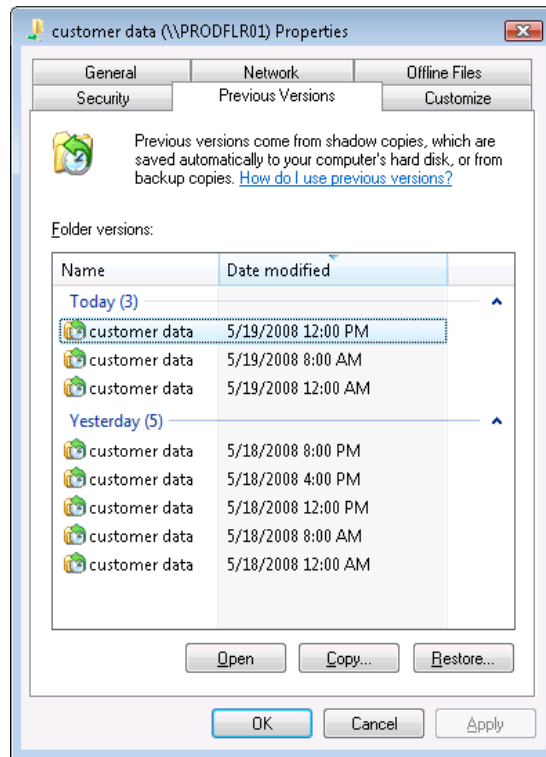 customer data (\\PRODFLR01) Properties
General Network Offline Files
Security Previous Versions Customize
Previous versions come from shadow copies, which are
saved automatically to your computer's hard disk, or from
backup copies. How do I use previous versions?
Folder versions:
Name Date modified
Today (3)
customer data 5/19/2008 12:00 PM
customer data 5/19/2008 8:00 AM
customer data 5/19/2008 12:00 AM
Yesterday (5)
customer data 5/18/2008 8:00 PM
customer data 5/18/2008 4:00 PM
customer data 5/18/2008 12:00 PM
customer data 5/18/2008 8:00 AM
customer data 5/18/2008 12:00 AM
Open Copy... Restore...
OK Cancel Apply